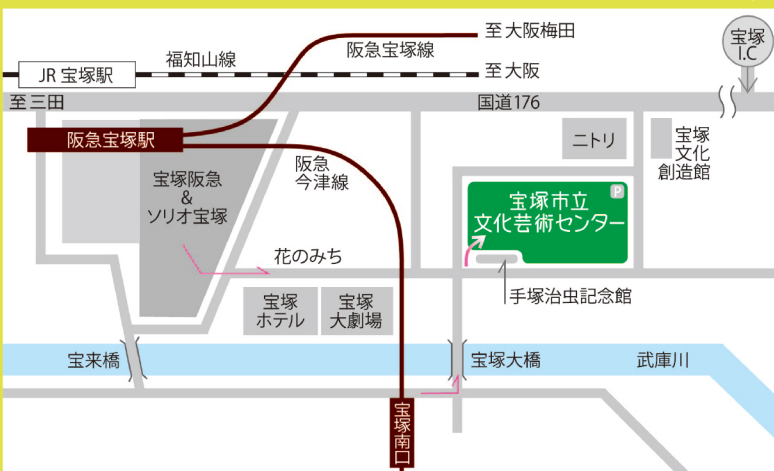 至大阪梅田
阪急宝塚線
宝塚
I.C
福知山線
JR 宝塚駅
至大阪
至三田
国道176
阪急宝塚駅
ニトリ
宝塚
文化
創造館
阪急
今津線
宝塚阪急
&
ソリオ宝塚
P
宝塚市立
文化芸術センター
花のみち
手塚治虫記念館
宝塚
ホテル
宝塚
大劇場
宝来橋
宝塚大橋
武庫川
宝塚南口